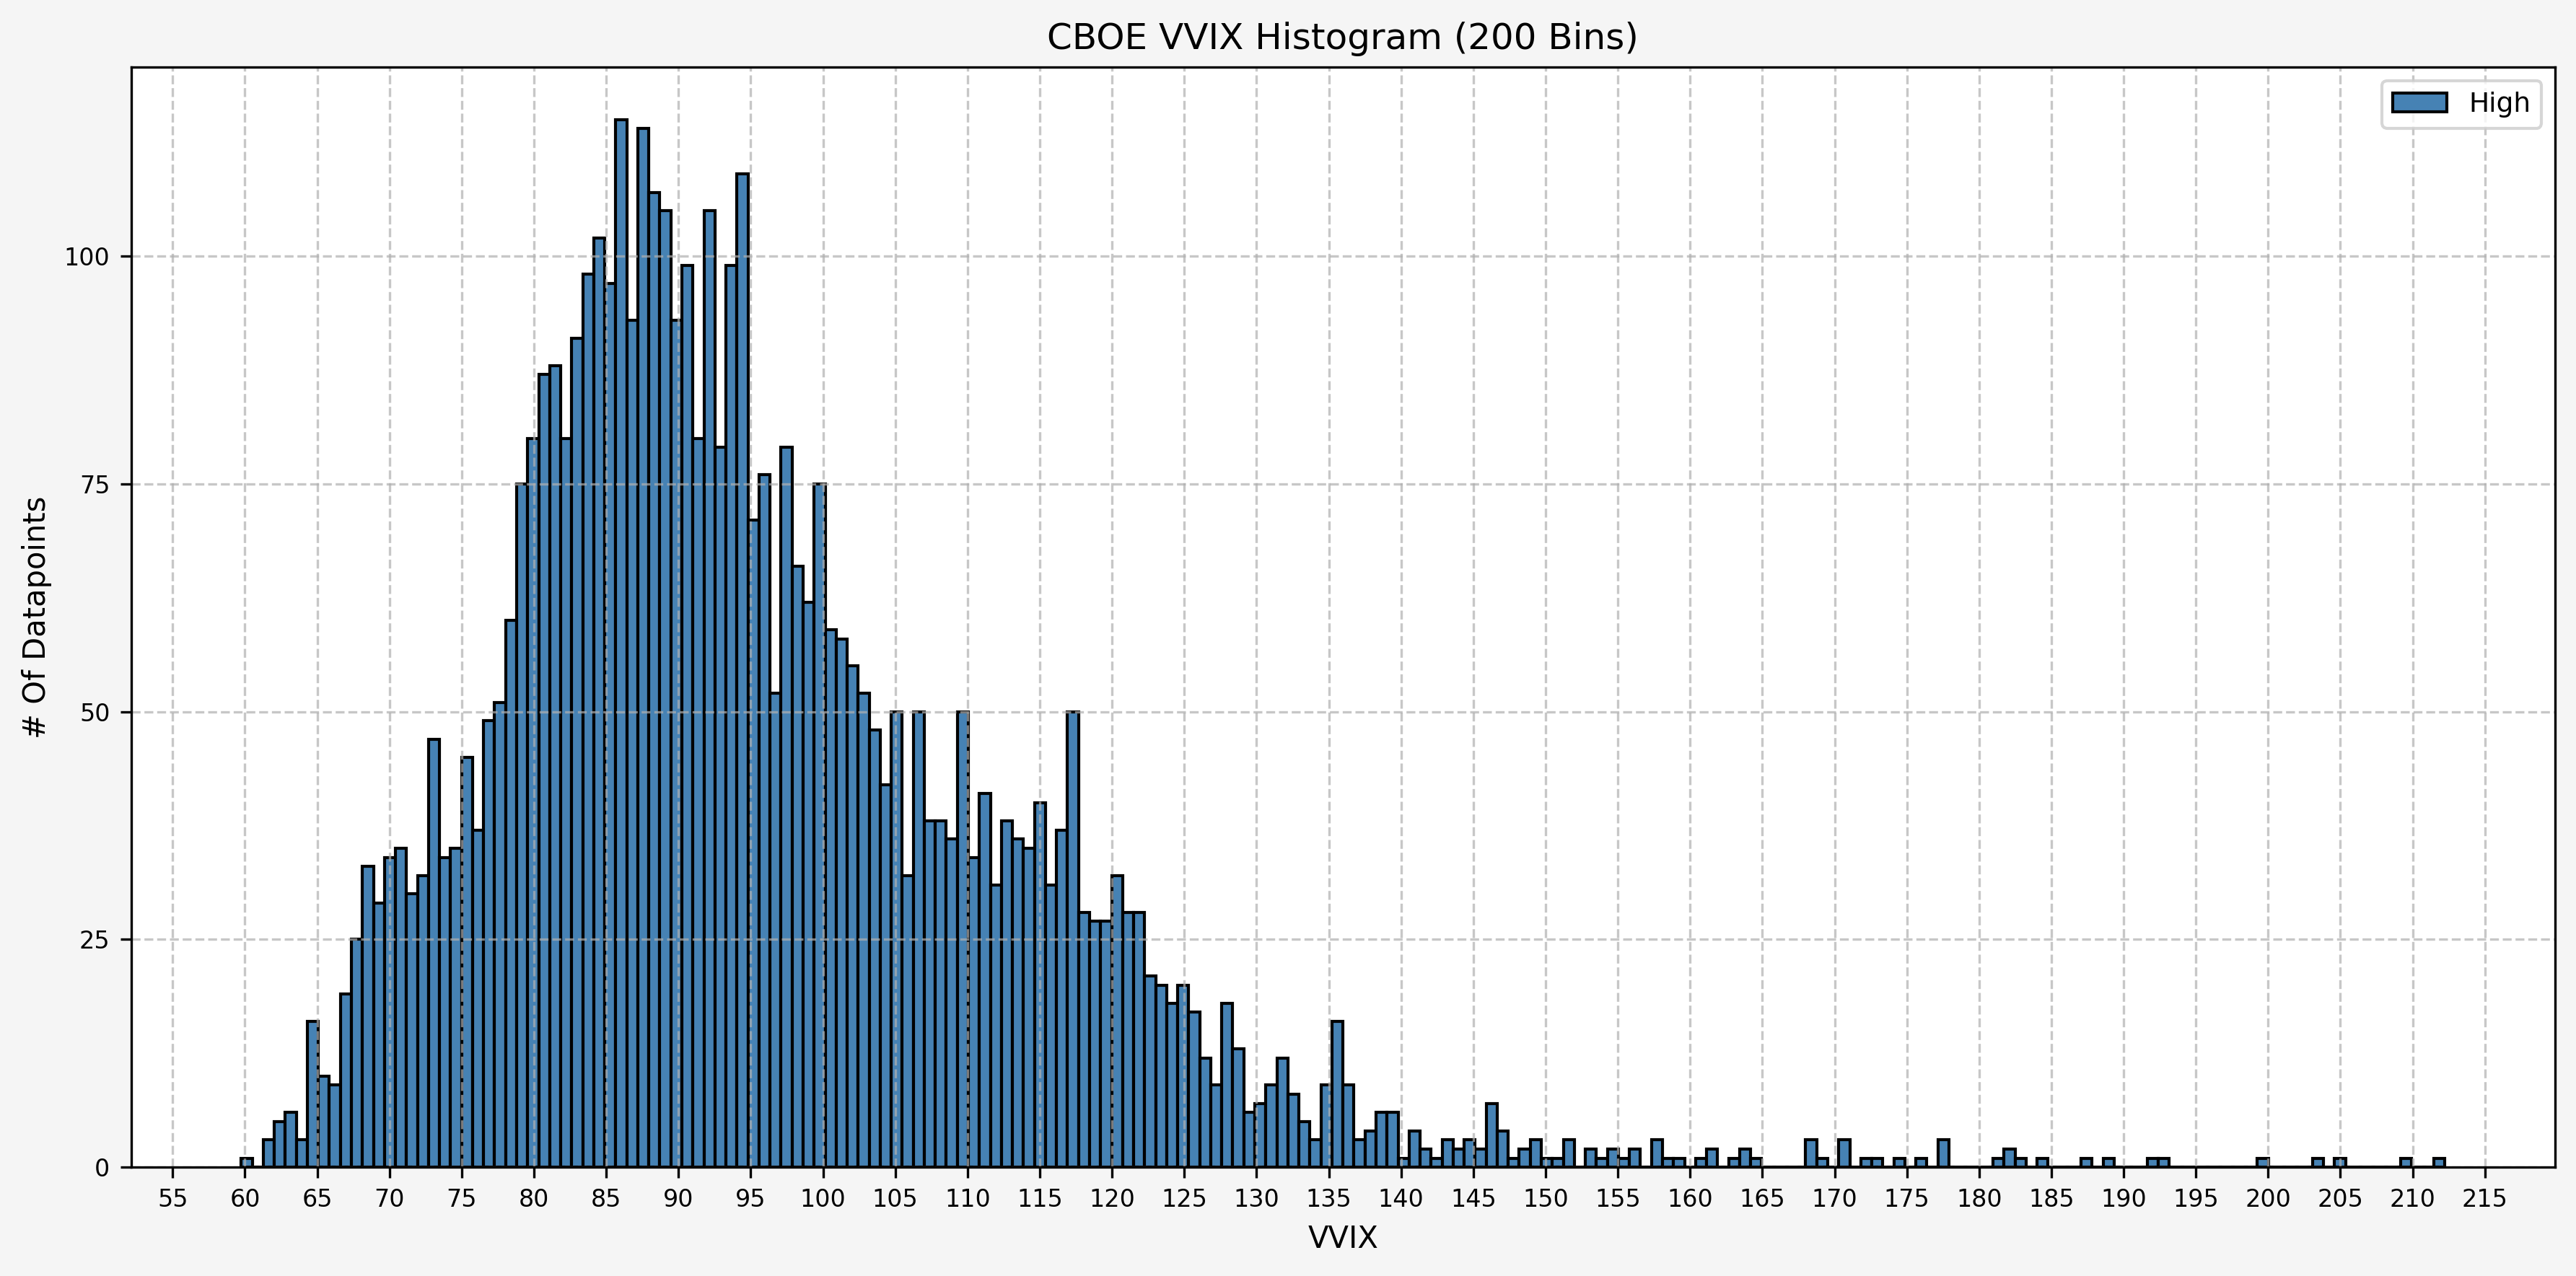 CBOE VVIX Histogram (200 Bins)
High
# Of Datapoints
100
75
50
25
0
55 60 65 70 75 80 85 90 95 100 105 110 115 120 125 130 135 140 145 150 155 160 165 170 175 180 185 190 195 200 205 210 215
VVIX